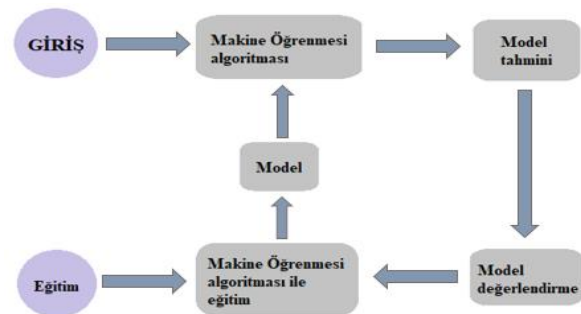 GİRİŞ
Makine Öğrenmesi
algoritması
Model
tahmini
Model
Eğitim
Makine Öğrenmesi
algoritması ile
eğitim
Model
değerlendirme